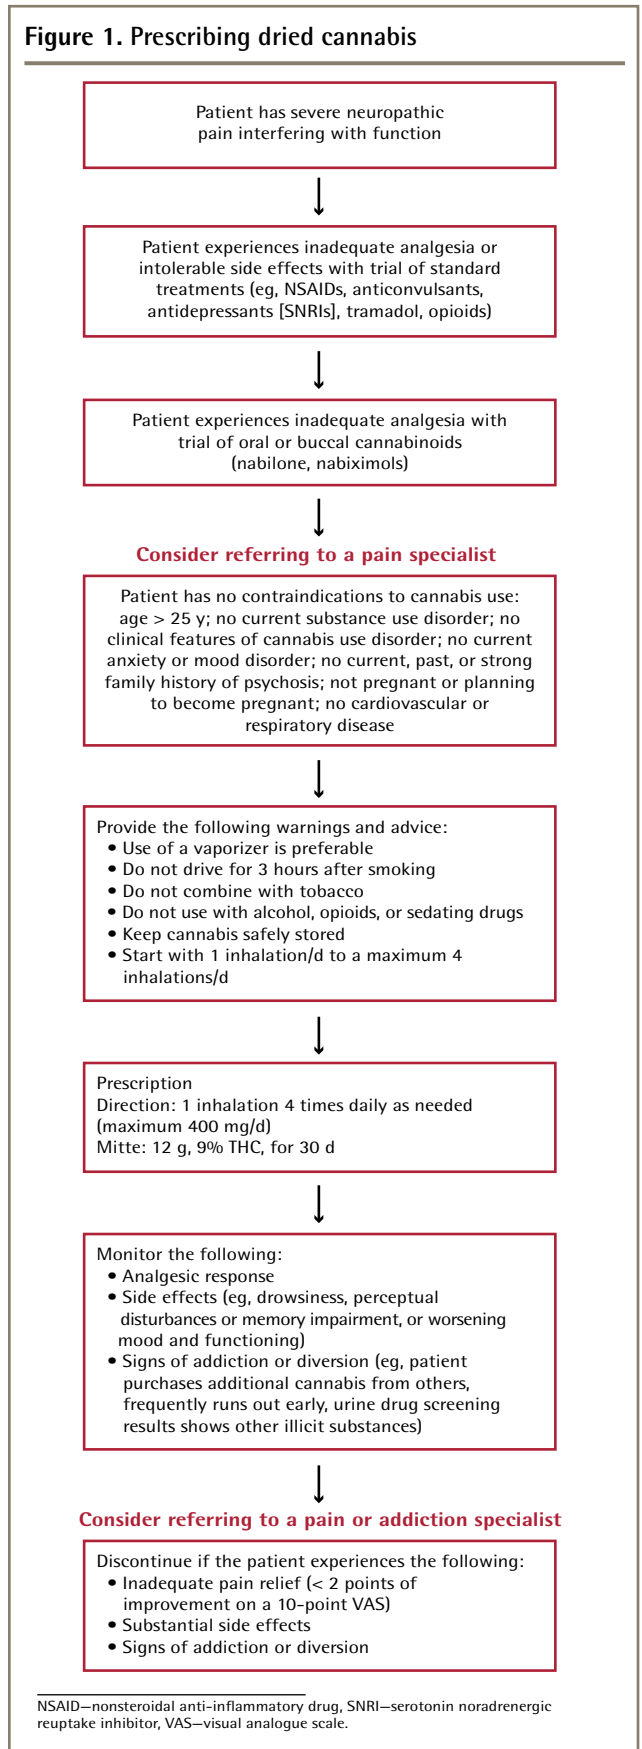 Figure 1. Prescribing dried cannabis
Patient has severe neuropathic
pain interfering with function
Patient experiences inadequate analgesia or
intolerable side effects with trial of standard
treatments (eg, NSAIDs, anticonvulsants,
antidepressants [SNRIs], tramadol, opioids)
Patient experiences inadequate analgesia with
trial of oral or buccal cannabinoids
(nabilone, nabiximols)
Consider referring to a pain specialist
Patient has no contraindications to cannabis use:
age > 25 y; no current substance use disorder; no
clinical features of cannabis use disorder; no current
anxiety or mood disorder; no current, past, or strong
family history of psychosis; not pregnant or planning
to become pregnant; no cardiovascular or
respiratory disease
Provide the following warnings and advice:
• Use of a vaporizer is preferable
• Do not drive for 3 hours after smoking
• Do not combine with tobacco
• Do not use with alcohol, opioids, or sedating drugs
• Keep cannabis safely stored
• Start with 1 inhalation/d to a maximum 4
inhalations/d
Prescription
Direction: 1 inhalation 4 times daily as needed
(maximum 400 mg/d)
Mitte: 12 g, 9% THC, for 30 d
Monitor the following:
• Analgesic response
• Side effects (eg, drowsiness, perceptual
disturbances or memory impairment, or worsening
mood and functioning)
• Signs of addiction or diversion (eg, patient
purchases additional cannabis from others,
frequently runs out early, urine drug screening
results shows other illicit substances)
Consider referring to a pain or addiction specialist
Discontinue if the patient experiences the following:
• Inadequate pain relief (< 2 points of
improvement on a 10-point VAS)
• Substantial side effects
• Signs of addiction or diversion
NSAID—nonsteroidal anti-inflammatory drug, SNRI—serotonin noradrenergic
reuptake inhibitor, VAS—visual analogue scale.